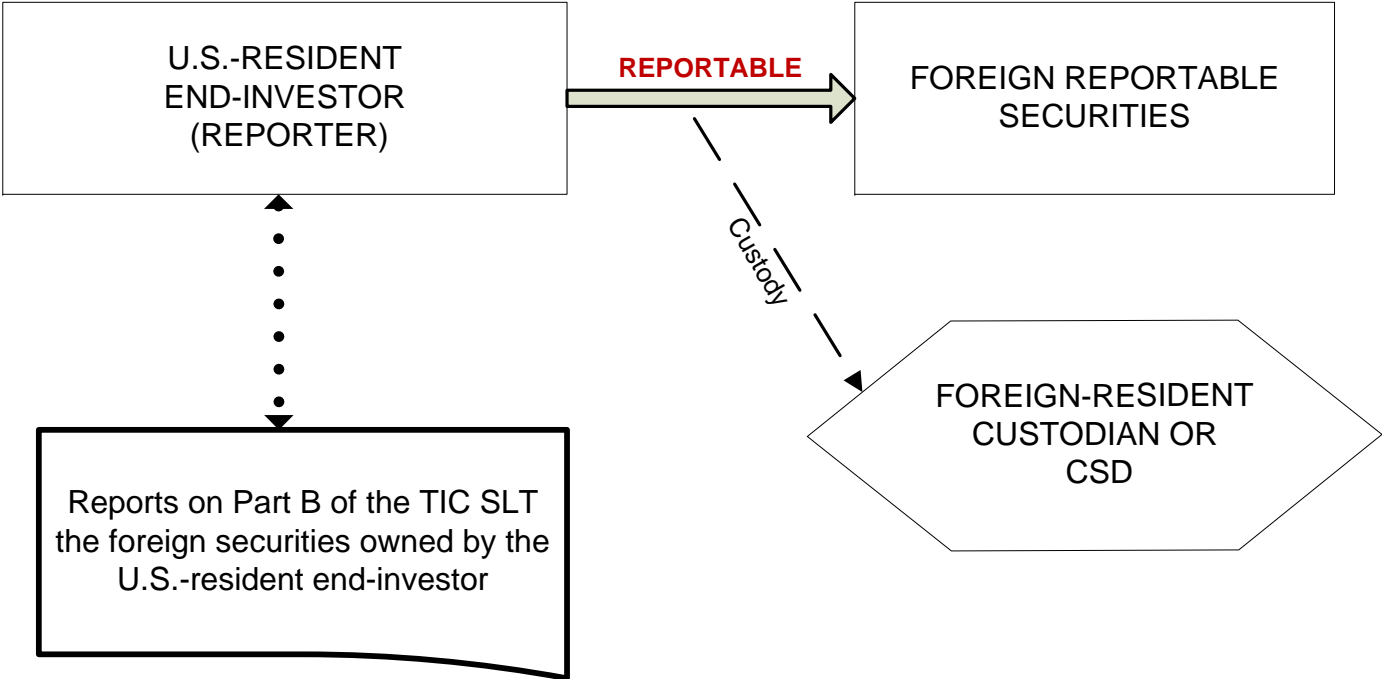 U.S.-RESIDENT
END-INVESTOR
(REPORTER)
REPORTABLE
FOREIGN REPORTABLE
SECURITIES
Custody
FOREIGN-RESIDENT
CUSTODIAN OR
CSD
Reports on Part B of the TIC SLT
the foreign securities owned by the
U.S.-resident end-investor